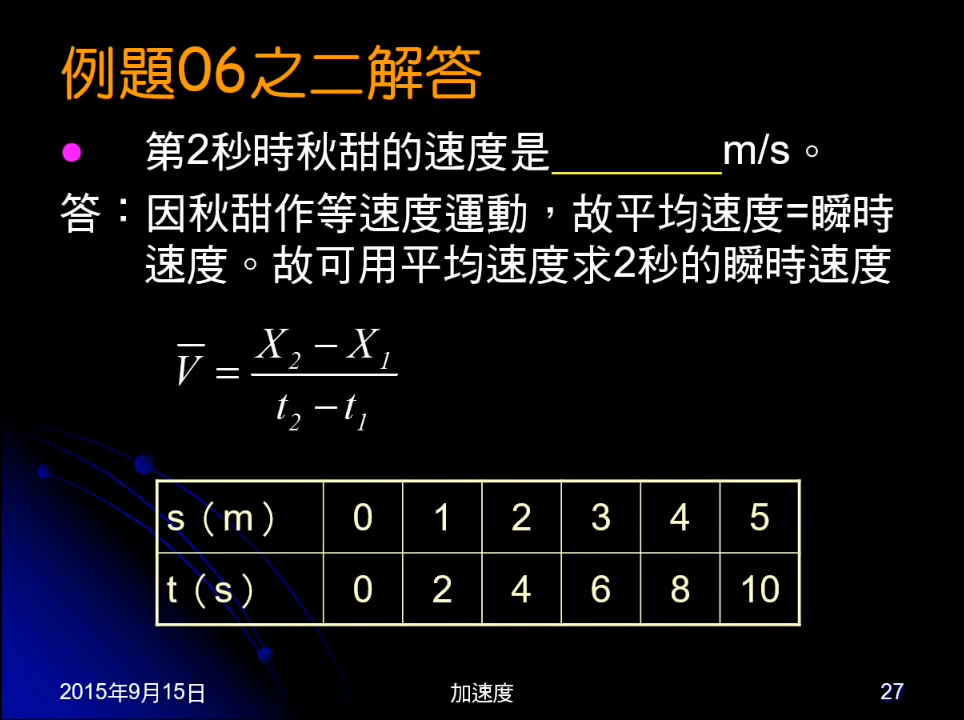 例題06之二解答
● 第2秒時秋甜的速度是________m/s。
答：因秋甜作等速度運動，故平均速度=瞬時
速度。故可用平均速度求2秒的瞬時速度
V̅ = (X₂ − X₁) / (t₂ − t₁)
s（m） 0 1 2 3 4 5
t（s） 0 2 4 6 8 10
2015年9月15日 加速度 27